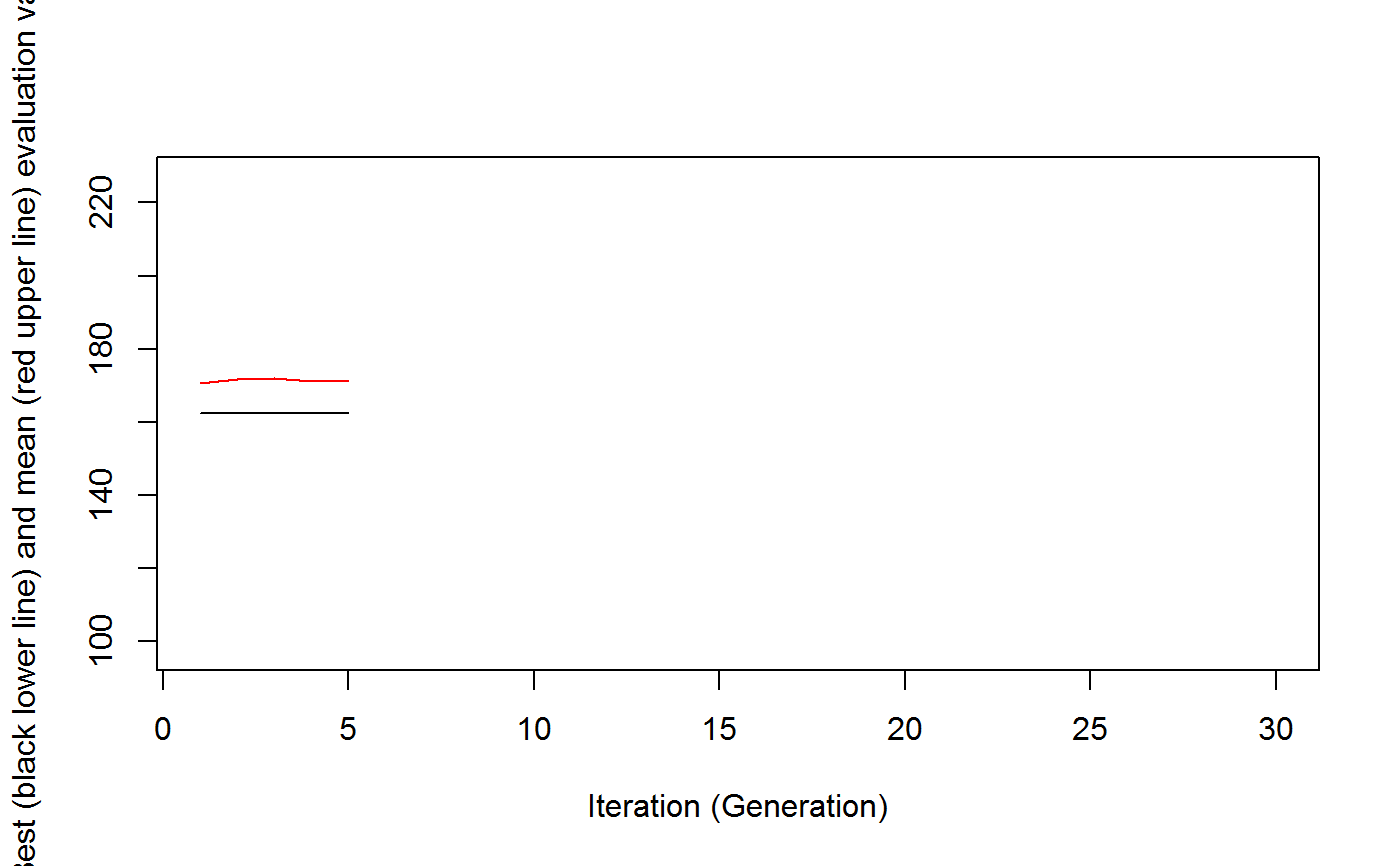 est (black lower line) and mean (red upper line) evaluation va
220
180
140
100
0 5 10 15 20 25 30
Iteration (Generation)